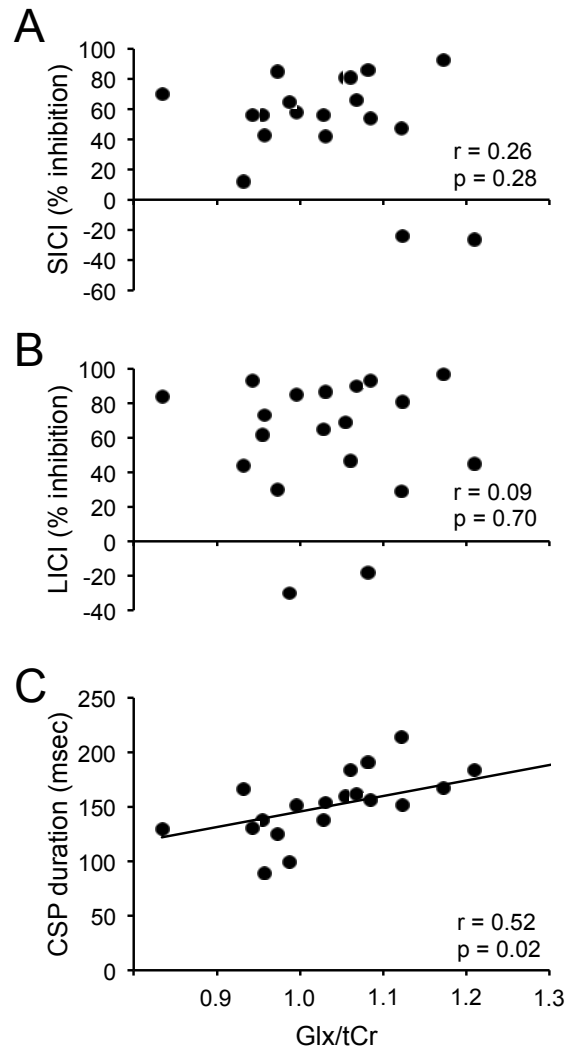 A
SICI (% inhibition)
100
80
60
40
20
0
-20
-40
-60
r = 0.26
p = 0.28
B
LICI (% inhibition)
100
80
60
40
20
0
-20
-40
r = 0.09
p = 0.70
C
CSP duration (msec)
250
200
150
100
50
0
r = 0.52
p = 0.02
0.9 1.0 1.1 1.2 1.3
Glx/tCr